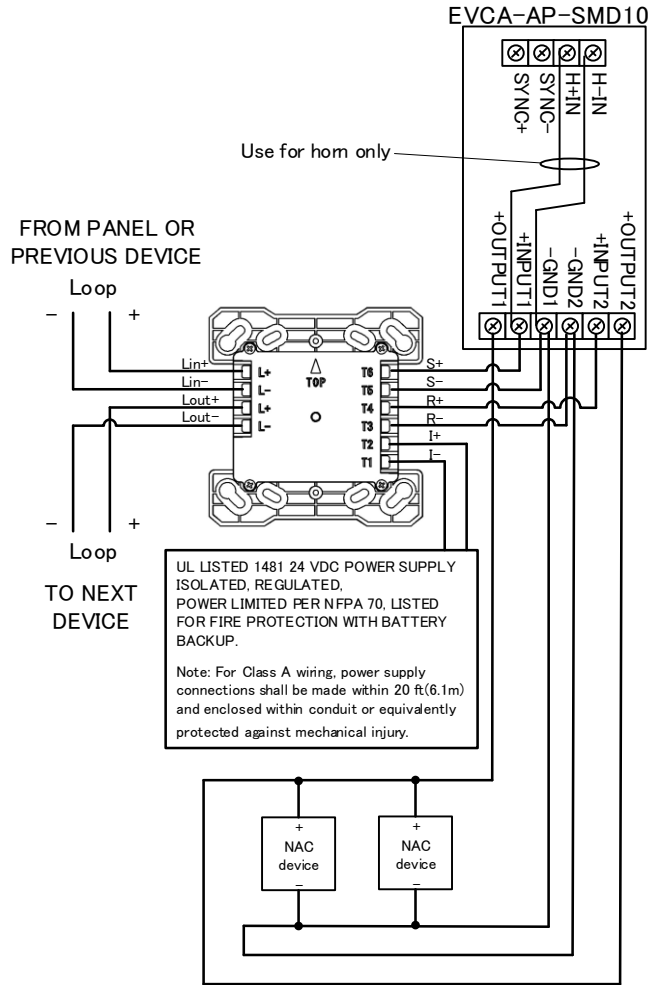 EVCA-AP-SMD10
SYNC+
SYNC-
H+IN
H-IN
Use for horn only
+OUTPUT1
+INPUT1
-GND1
-GND2
+INPUT2
+OUTPUT2
FROM PANEL OR
PREVIOUS DEVICE
Loop
- +
Lin+
Lin-
Lout+
Lout-
L+
L-
L+
L-
TOP
T6
T5
T4
T3
T2
T1
S+
S-
R+
R-
I+
I-
- +
Loop
TO NEXT
DEVICE
UL LISTED 1481 24 VDC POWER SUPPLY
ISOLATED, REGULATED,
POWER LIMITED PER NFPA 70, LISTED
FOR FIRE PROTECTION WITH BATTERY
BACKUP.
Note: For Class A wiring, power supply
connections shall be made within 20 ft(6.1m)
and enclosed within conduit or equivalently
protected against mechanical injury.
+
NAC
device
-
+
NAC
device
-